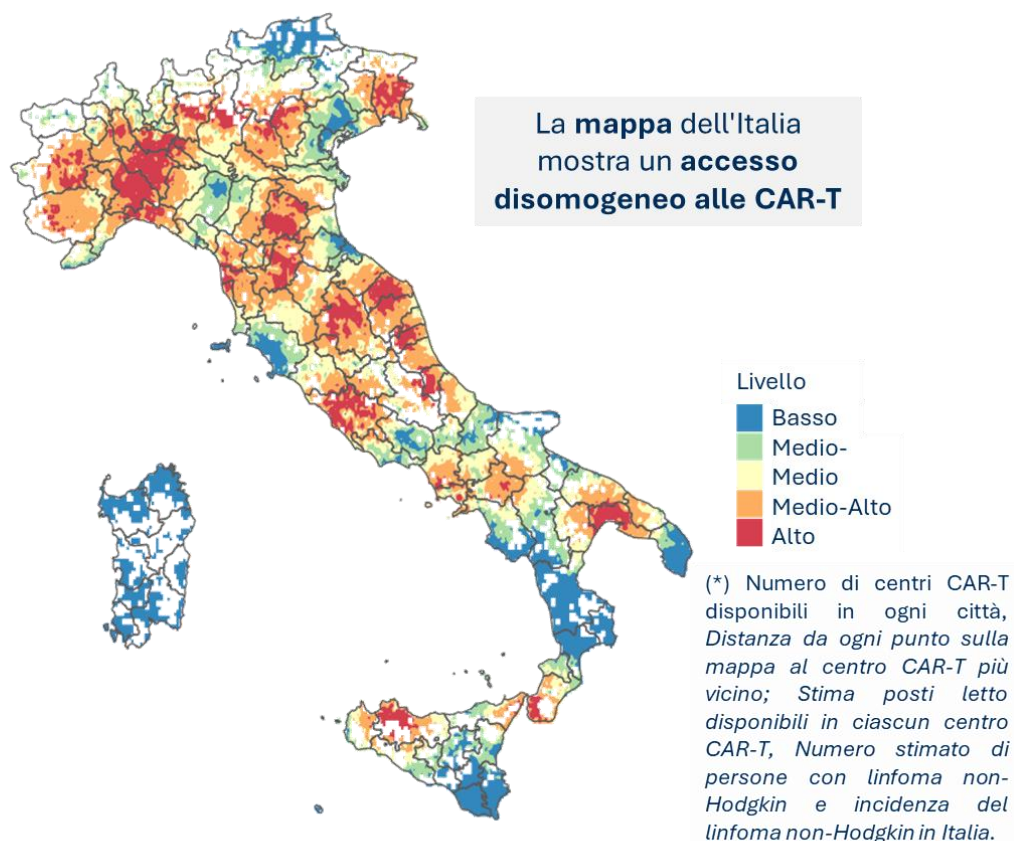 La mappa dell'Italia
mostra un accesso
disomogeneo alle CAR-T
Livello
Basso
Medio-
Medio
Medio-Alto
Alto
(*) Numero di centri CAR-T
disponibili in ogni città,
Distanza da ogni punto sulla
mappa al centro CAR-T più
vicino; Stima posti letto
disponibili in ciascun centro
CAR-T, Numero stimato di
persone con linfoma non-
Hodgkin e incidenza del
linfoma non-Hodgkin in Italia.